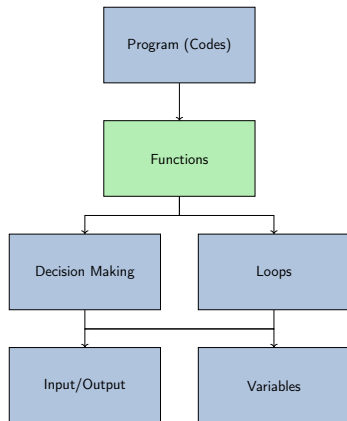 Program (Codes)
Functions
Decision Making
Loops
Input/Output
Variables